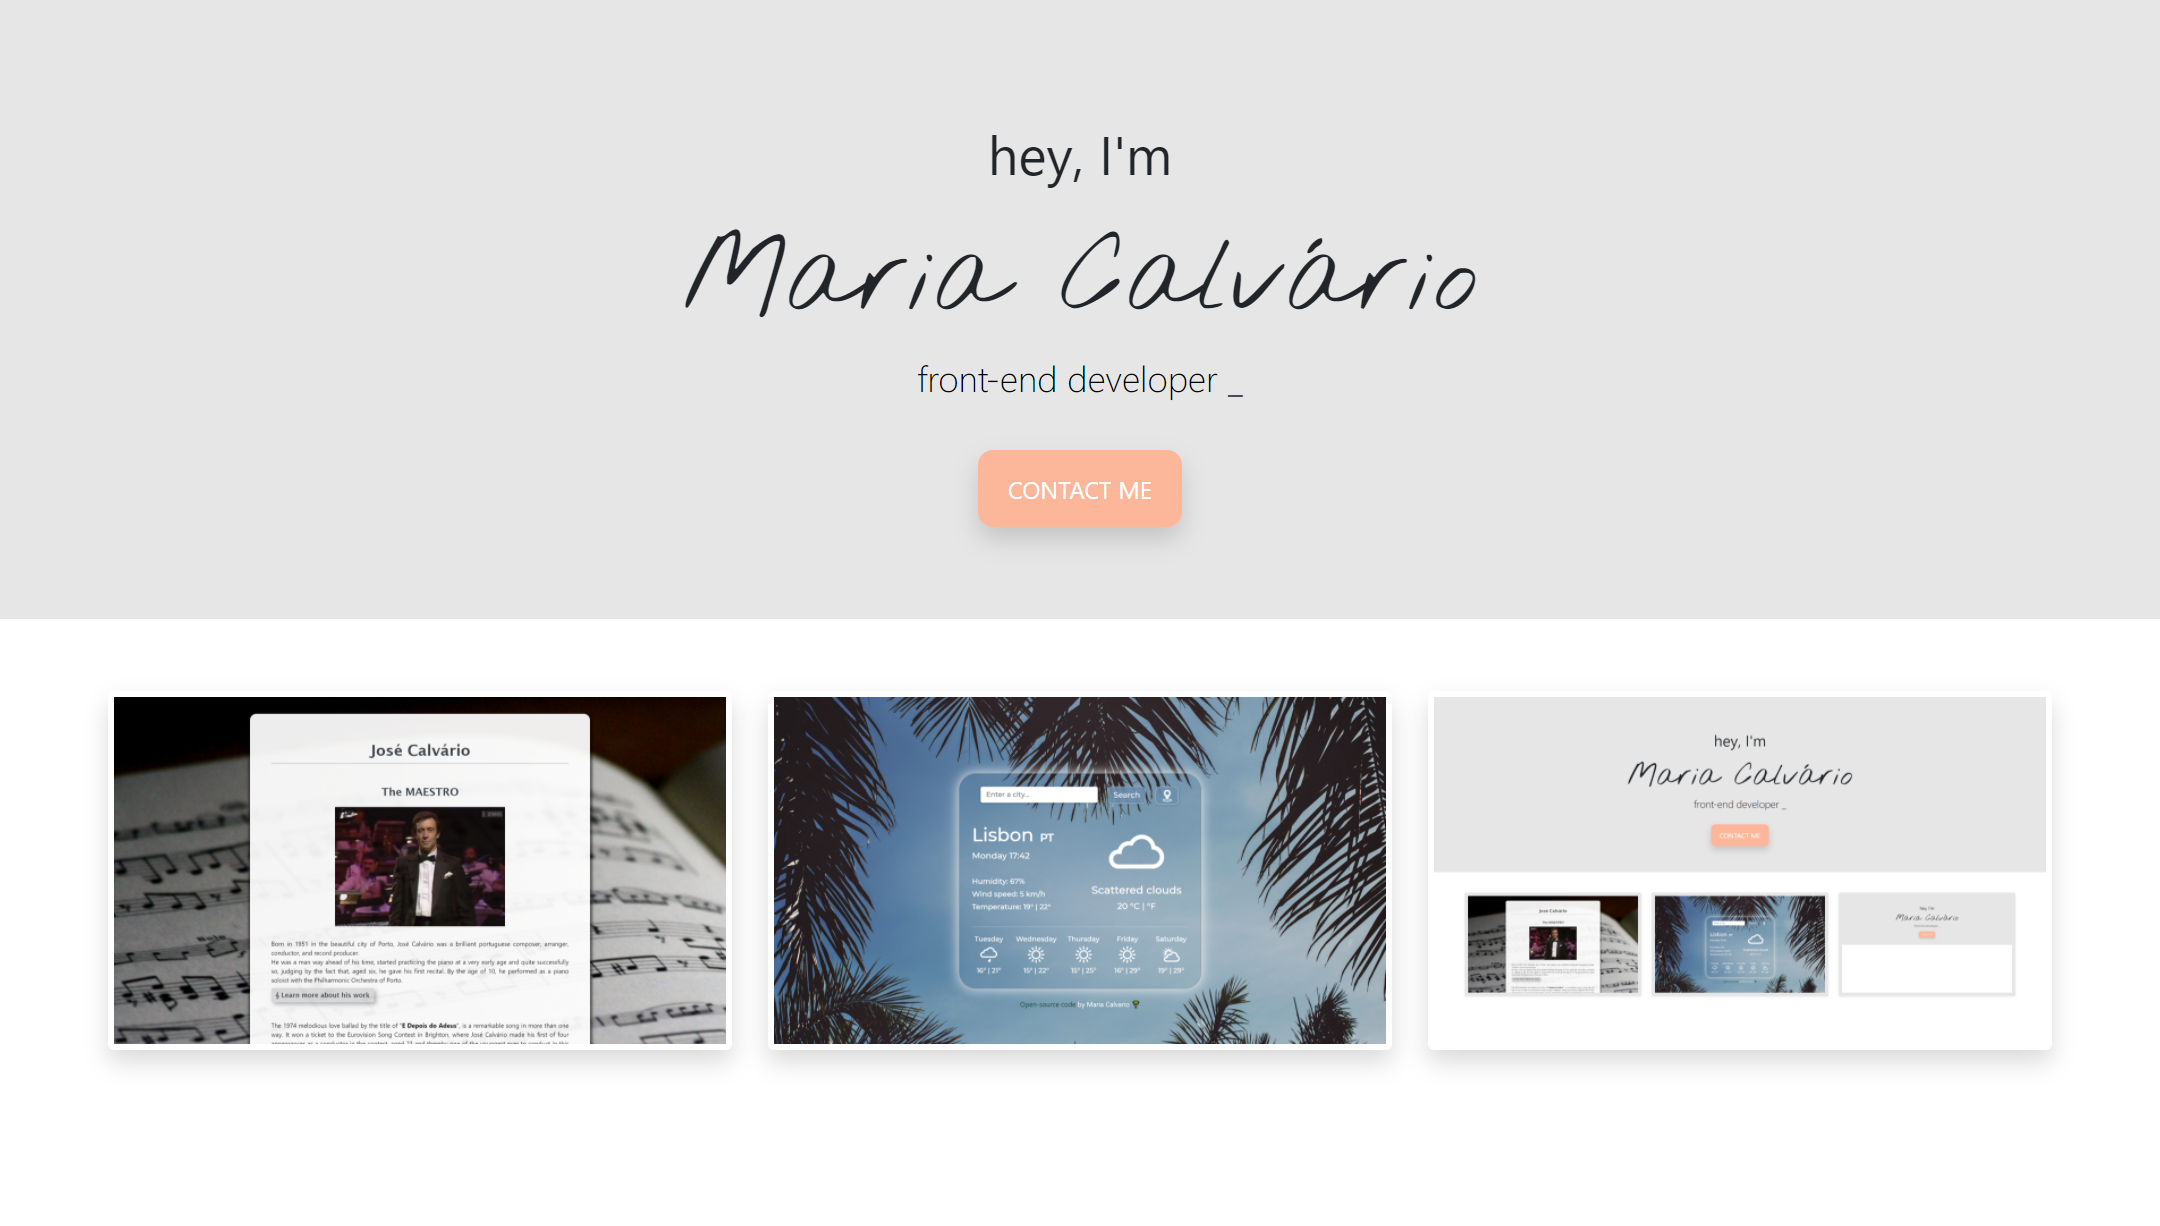 hey, I'm
Maria Calvário
front-end developer _
CONTACT ME
José Calvário
The MAESTRO
Born in 1951 in the beautiful city of Porto, José Calvário was a brilliant portuguese composer, arranger,
conductor, and record producer.
He was a man way ahead of his time, started practicing the piano at a very early age and quite successfully
so, judging by the fact that, aged six, he gave his first recital. By the age of 10, he performed as a piano
soloist with the Philharmonic Orchestra of Porto.
Learn more about his work
The 1974 melodious love ballad by the title of "E Depois do Adeus", is a remarkable song in more than one
way. It won a ticket to the Eurovision Song Contest in Brighton, where José Calvário made his first of four
Enter a city...
Search
Lisbon PT
Monday 17:42
Humidity: 67%
Wind speed: 5 km/h
Temperature: 19° | 22°
Scattered clouds
20 °C | °F
Tuesday Wednesday Thursday Friday Saturday
16° | 21° 15° | 22° 15° | 25° 16° | 29° 19° | 29°
Open-source code by Maria Calvario
hey, I'm
Maria Calvário
front-end developer _
CONTACT ME
José Calvário
Maria Calvário